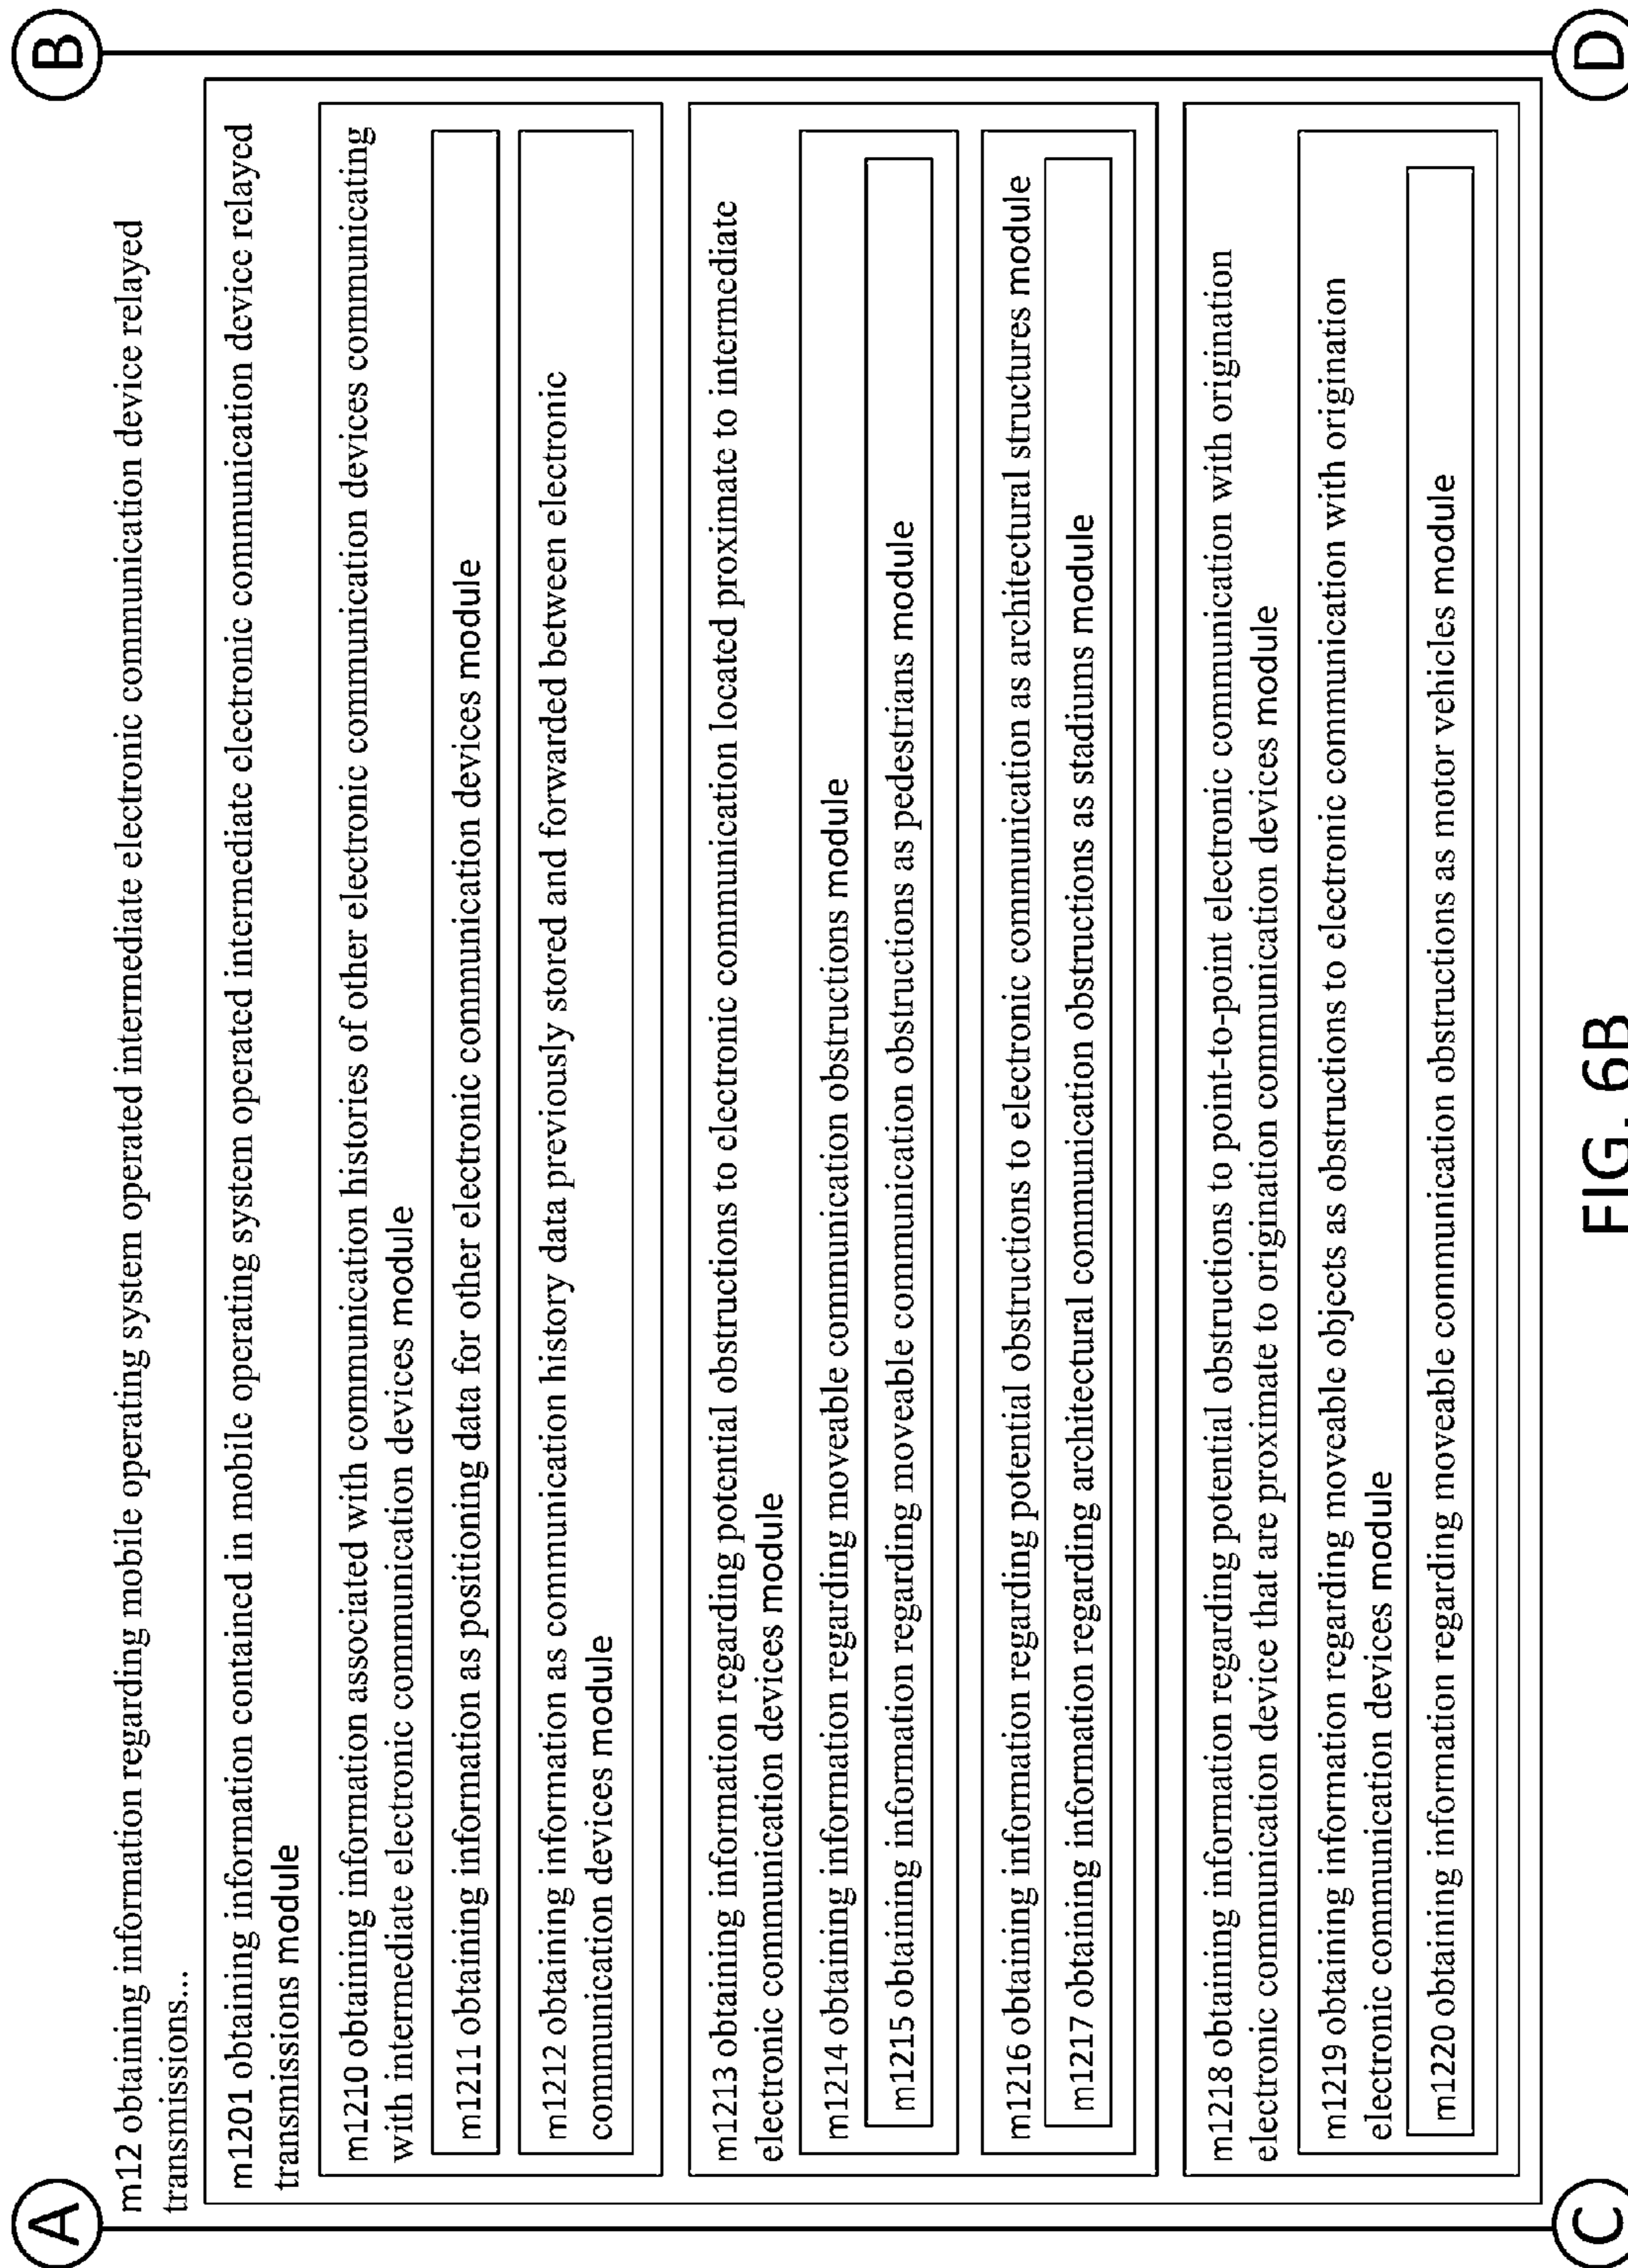 A
B
m12 obtaining information regarding mobile operating system operated intermediate electronic communication device relayed
transmissions...
m1201 obtaining information contained in mobile operating system operated intermediate electronic communication device relayed
transmissions module
m1210 obtaining information associated with communication histories of other electronic communication devices communicating
with intermediate electronic communication devices module
m1211 obtaining information as positioning data for other electronic communication devices module
m1212 obtaining information as communication history data previously stored and forwarded between electronic
communication devices module
m1213 obtaining information regarding potential obstructions to electronic communication located proximate to intermediate
electronic communication devices module
m1214 obtaining information regarding moveable communication obstructions module
m1215 obtaining information regarding moveable communication obstructions as pedestrians module
m1216 obtaining information regarding potential obstructions to electronic communication as architectural structures module
m1217 obtaining information regarding architectural communication obstructions as stadiums module
m1218 obtaining information regarding potential obstructions to point-to-point electronic communication with origination
electronic communication device that are proximate to origination communication devices module
m1219 obtaining information regarding moveable objects as obstructions to electronic communication with origination
electronic communication devices module
m1220 obtaining information regarding moveable communication obstructions as motor vehicles module
C
D
FIG. 6B